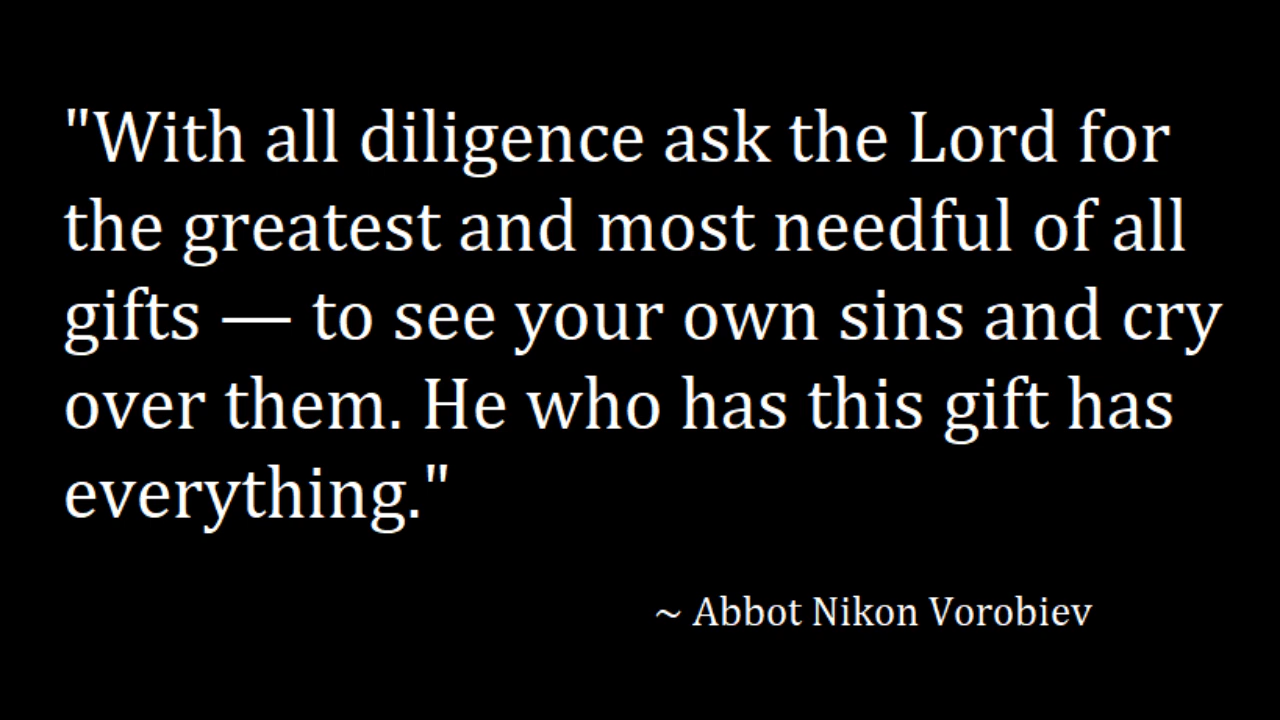 "With all diligence ask the Lord for
the greatest and most needful of all
gifts — to see your own sins and cry
over them. He who has this gift has
everything."
~ Abbot Nikon Vorobiev